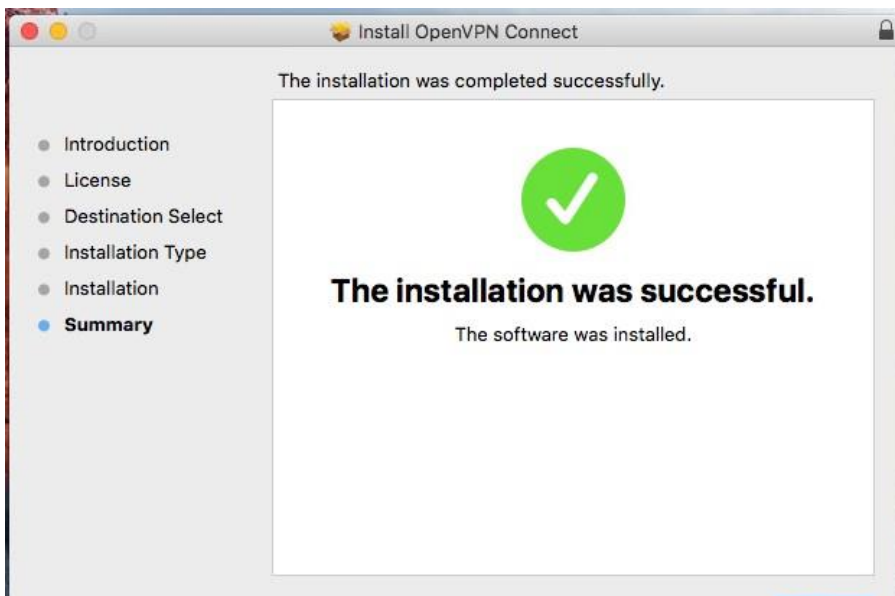 Install OpenVPN Connect
The installation was completed successfully.
Introduction
License
Destination Select
Installation Type
Installation
Summary
The installation was successful.
The software was installed.